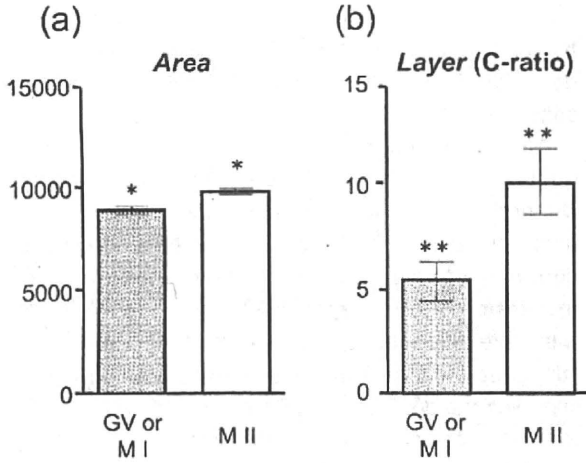 (a)
Area
15000
10000
5000
0
*
*
GV or
M I
M II
(b)
Layer (C-ratio)
15
10
5
0
**
**
GV or
M I
M II